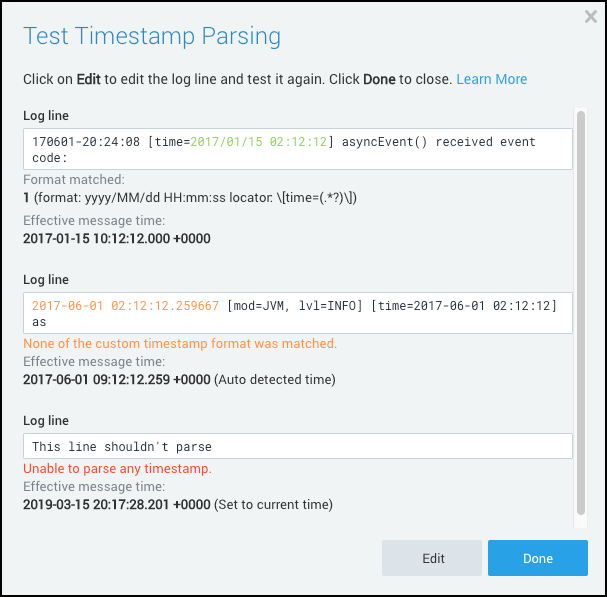 Test Timestamp Parsing
Click on Edit to edit the log line and test it again. Click Done to close. Learn More
Log line
170601-20:24:08 [time=2017/01/15 02:12:12] asyncEvent() received event
code:
Format matched:
1 (format: yyyy/MM/dd HH:mm:ss locator: \[time=(.*?)\])
Effective message time:
2017-01-15 10:12:12.000 +0000
Log line
2017-06-01 02:12:12.259667 [mod=JVM, lvl=INFO] [time=2017-06-01 02:12:12]
as
None of the custom timestamp format was matched.
Effective message time:
2017-06-01 09:12:12.259 +0000 (Auto detected time)
Log line
This line shouldn't parse
Unable to parse any timestamp.
Effective message time:
2019-03-15 20:17:28.201 +0000 (Set to current time)
Edit
Done